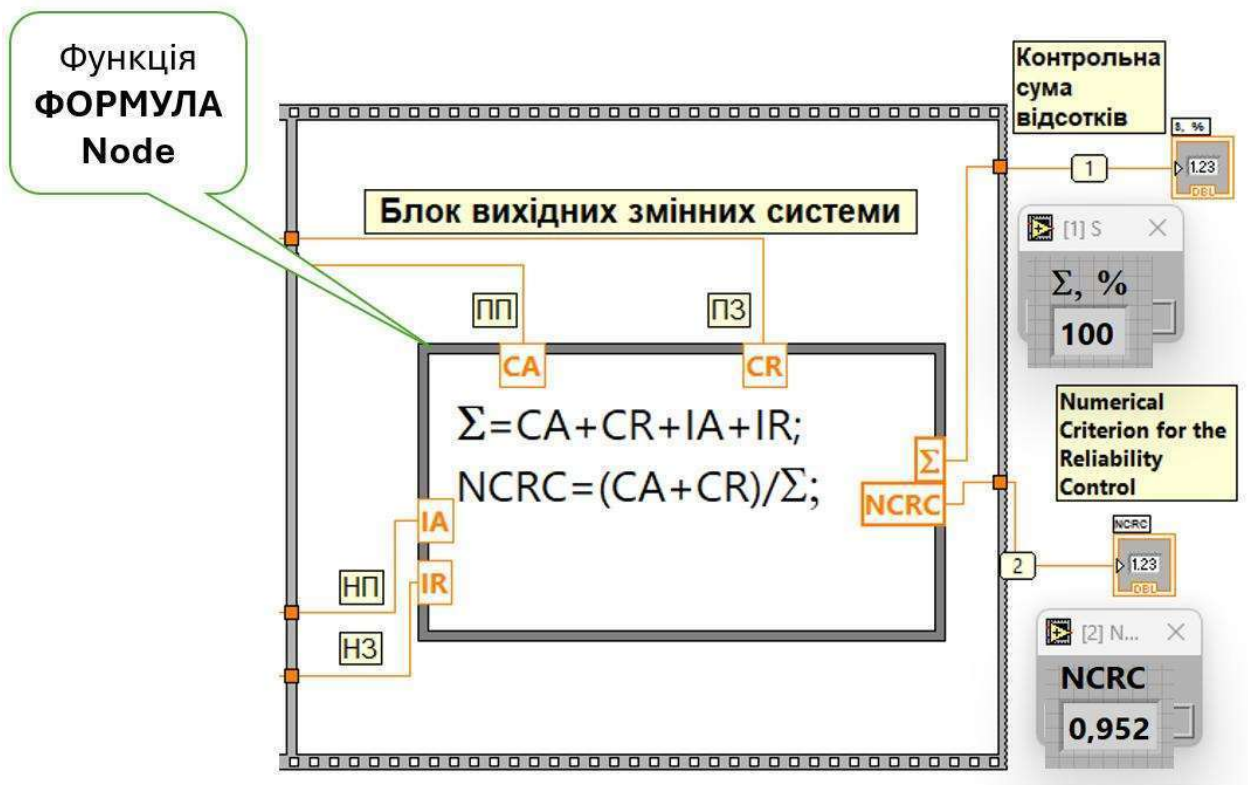 Функція
ФОРМУЛА
Node
Контрольна
сума
відсотків
S, %
1
1.23
DBL
Блок вихідних змінних системи
[1] S
Σ, %
100
ПП
ПЗ
CA
CR
Σ=CA+CR+IA+IR;
NCRC=(CA+CR)/Σ;
Σ
NCRC
IA
IR
НП
НЗ
Numerical
Criterion for the
Reliability
Control
NCRC
2
1.23
DBL
[2] N...
NCRC
0,952